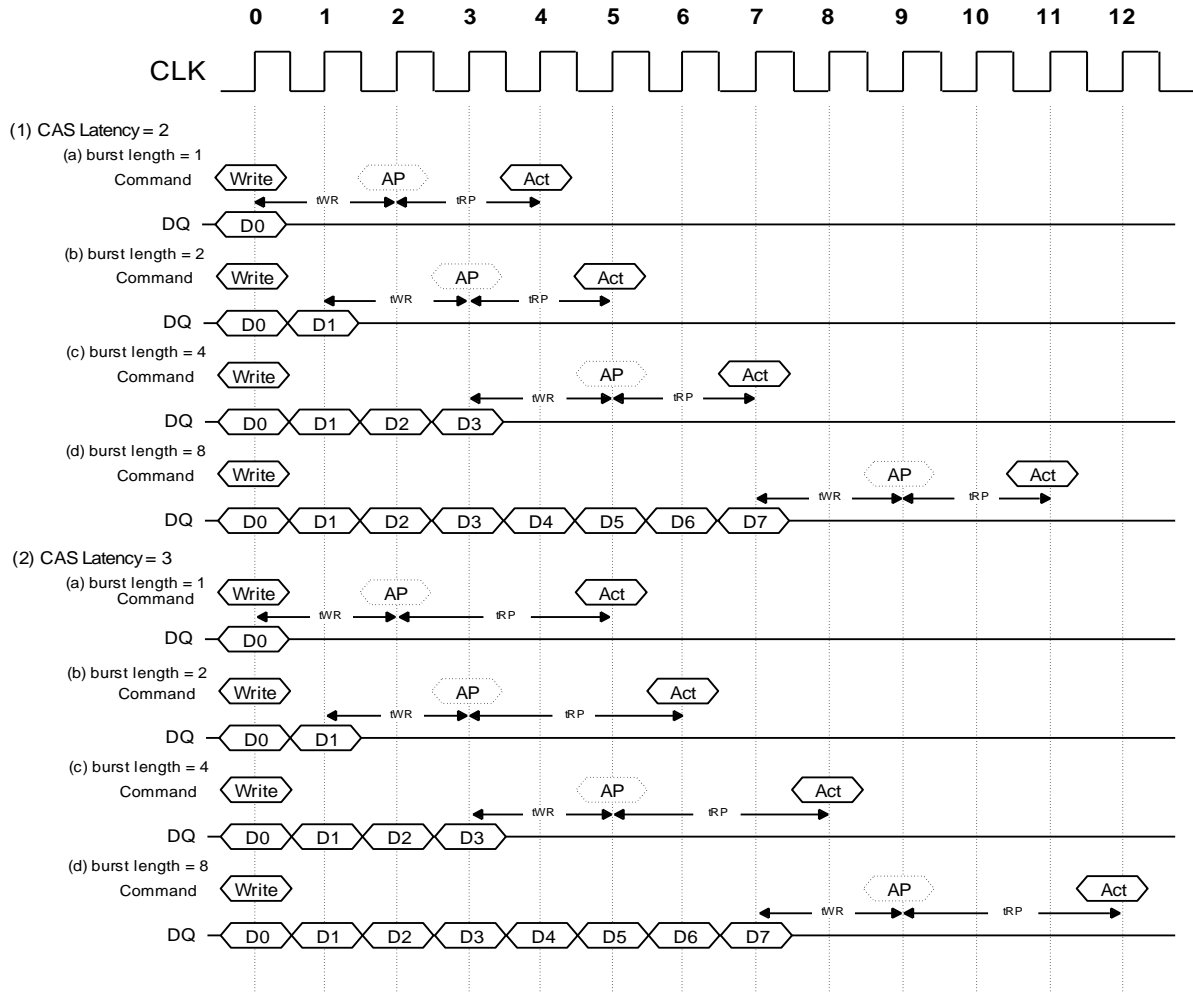 0 1 2 3 4 5 6 7 8 9 10 11 12
CLK
(1) CAS Latency = 2
(a) burst length = 1
Command Write AP Act
tWR tRP
DQ D0
(b) burst length = 2
Command Write AP Act
tWR tRP
DQ D0 D1
(c) burst length = 4
Command Write AP Act
tWR tRP
DQ D0 D1 D2 D3
(d) burst length = 8
Command Write AP Act
tWR tRP
DQ D0 D1 D2 D3 D4 D5 D6 D7
(2) CAS Latency = 3
(a) burst length = 1
Command Write AP Act
tWR tRP
DQ D0
(b) burst length = 2
Command Write AP Act
tWR tRP
DQ D0 D1
(c) burst length = 4
Command Write AP Act
tWR tRP
DQ D0 D1 D2 D3
(d) burst length = 8
Command Write AP Act
tWR tRP
DQ D0 D1 D2 D3 D4 D5 D6 D7